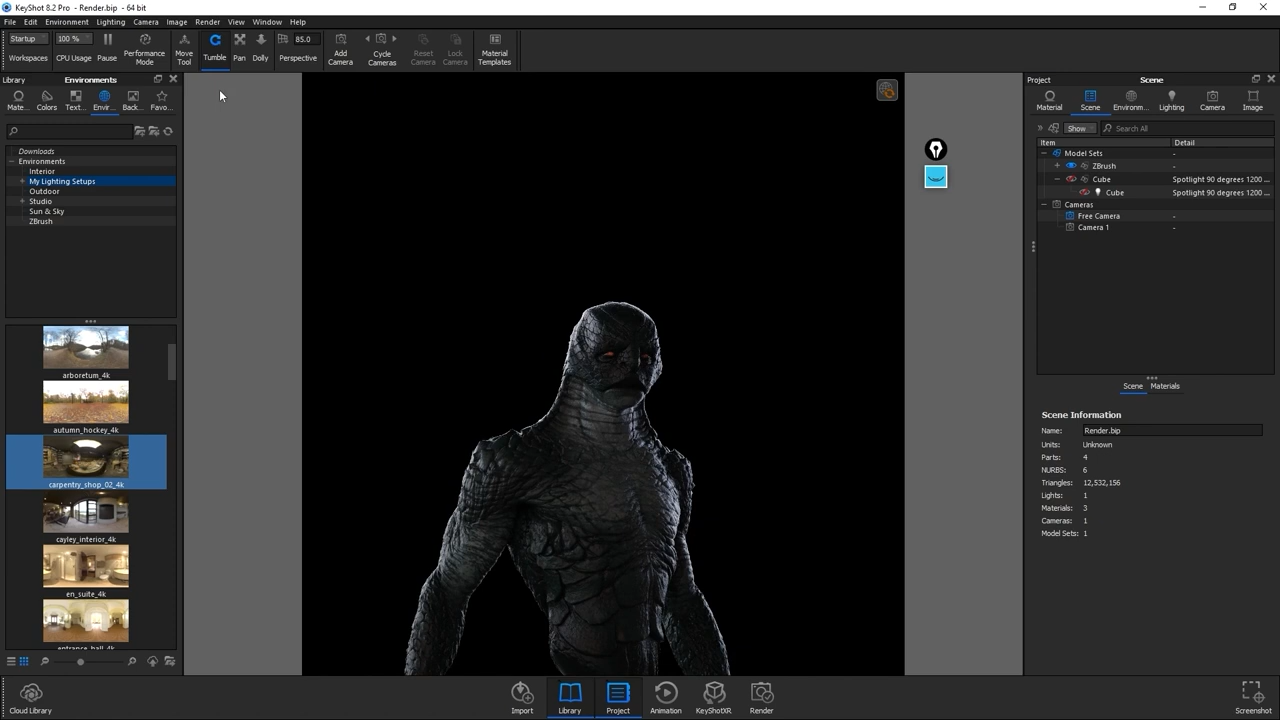 KeyShot 8.2 Pro - Render.bip - 64 bit
File Edit Environment Lighting Camera Image Render View Window Help
Startup 100 % 85.0
Workspaces CPU Usage Pause Performance Mode Move Tool Tumble Pan Dolly Perspective Add Camera Cycle Cameras Reset Camera Lock Camera Material Templates
Library Environments
Mate... Colors Text... Envir... Back... Favo...
Downloads
Environments
Interior
My Lighting Setups
Outdoor
Studio
Sun & Sky
ZBrush
arboretum_4k
autumn_hockey_4k
carpentry_shop_02_4k
cayley_interior_4k
en_suite_4k
entrance_hall_4k
Project Scene
Material Scene Environm... Lighting Camera Image
Show Search All
Item Detail
Model Sets -
ZBrush -
Cube Spotlight 90 degrees 1200 ...
Cube Spotlight 90 degrees 1200 ...
Cameras -
Free Camera -
Camera 1 -
Scene Materials
Scene Information
Name: Render.bip
Units: Unknown
Parts: 4
NURBS: 6
Triangles: 12,532,156
Lights: 1
Materials: 3
Cameras: 1
Model Sets: 1
Cloud Library Import Library Project Animation KeyShotXR Render Screenshot